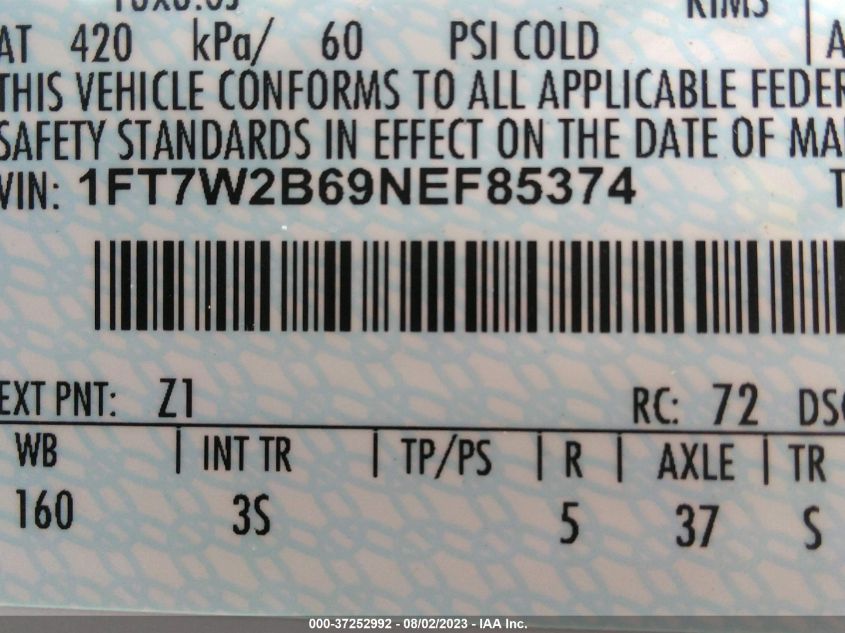 RIMS
AT 420 kPa/ 60 PSI COLD A
THIS VEHICLE CONFORMS TO ALL APPLICABLE FEDER
SAFETY STANDARDS IN EFFECT ON THE DATE OF MA
VIN: 1FT7W2B69NEF85374 T
EXT PNT: Z1 RC: 72 DSO
WB | INT TR | TP/PS | R | AXLE | TR
160 3S 5 37 S
000-37252992 - 08/02/2023 - IAA Inc.